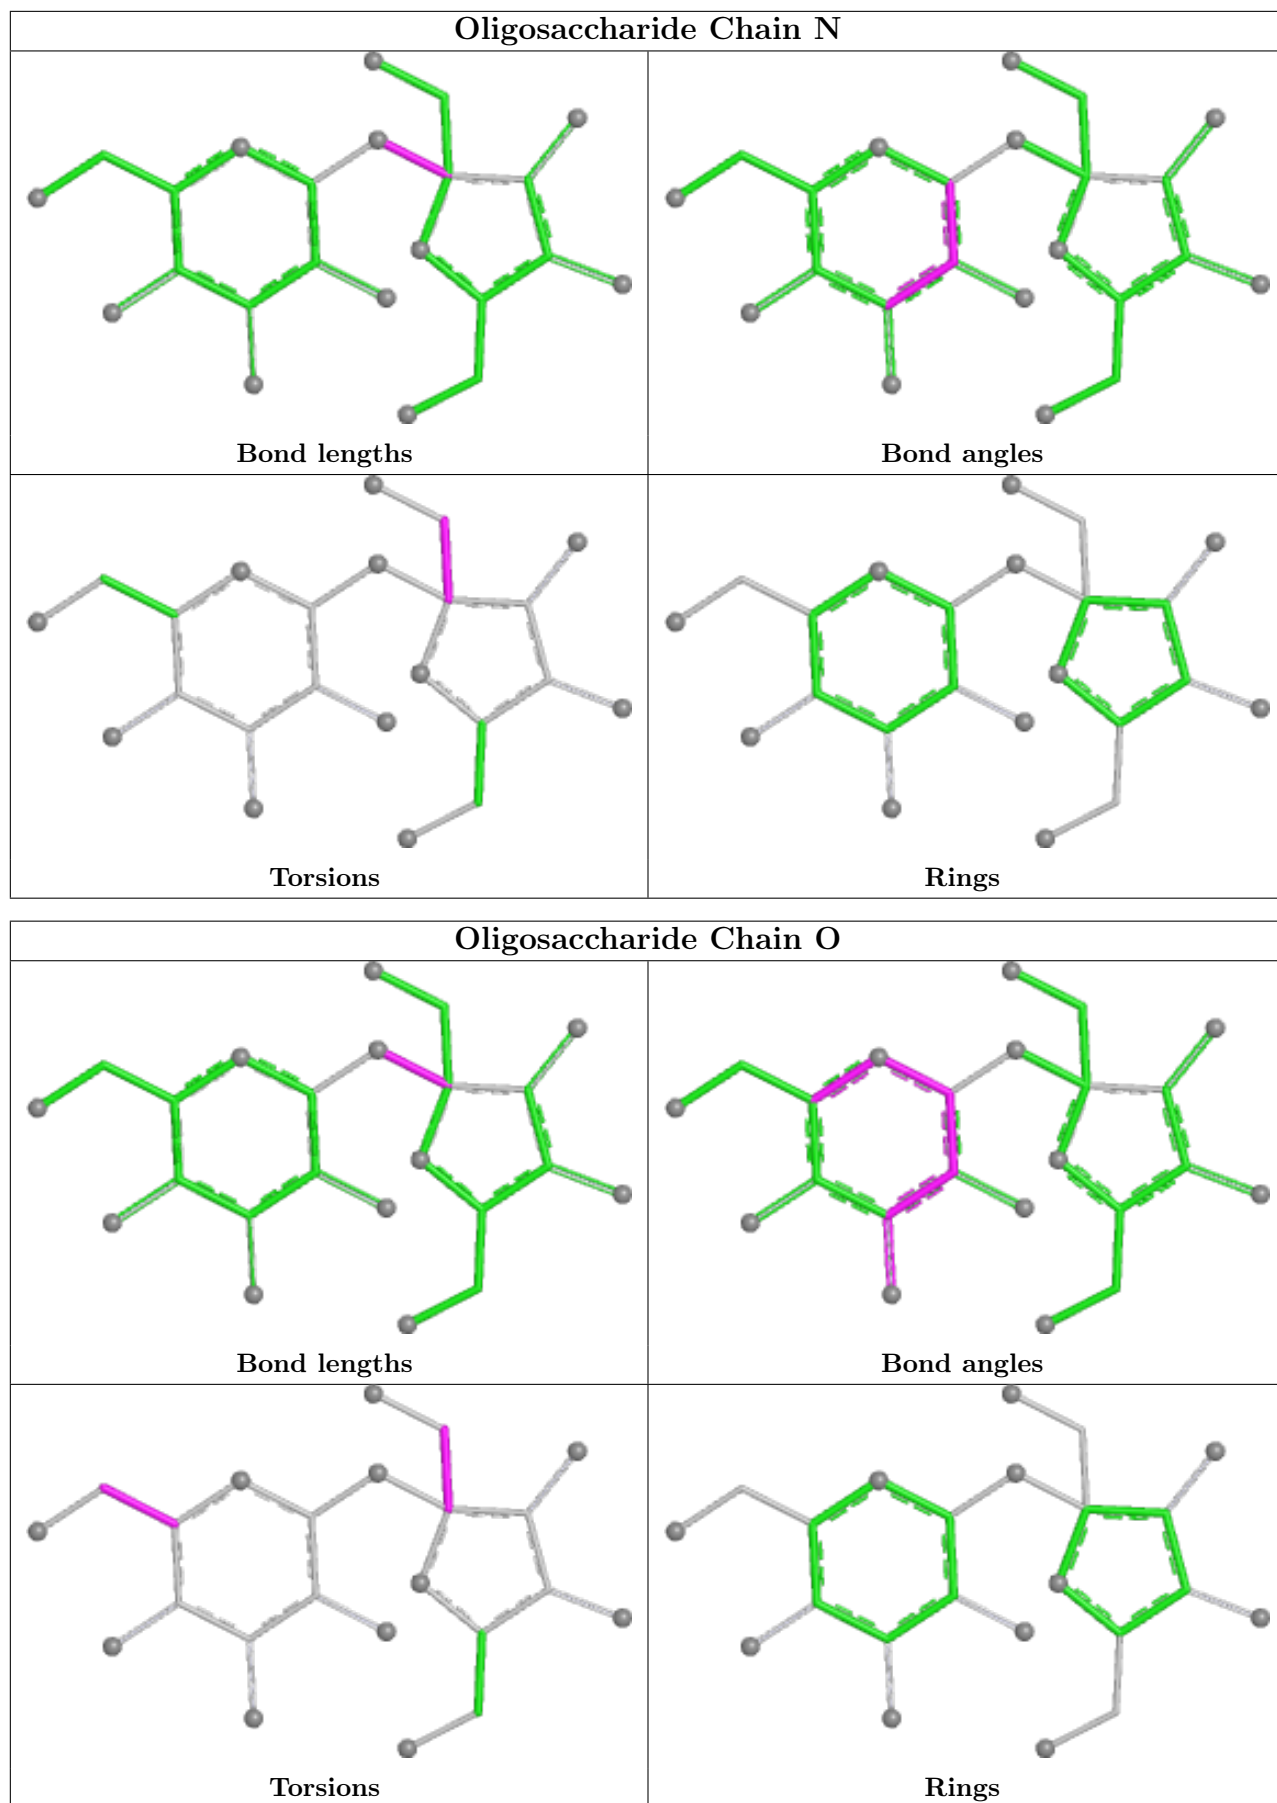 Oligosaccharide Chain N
Bond lengths
Bond angles
Torsions
Rings
Oligosaccharide Chain O
Bond lengths
Bond angles
Torsions
Rings